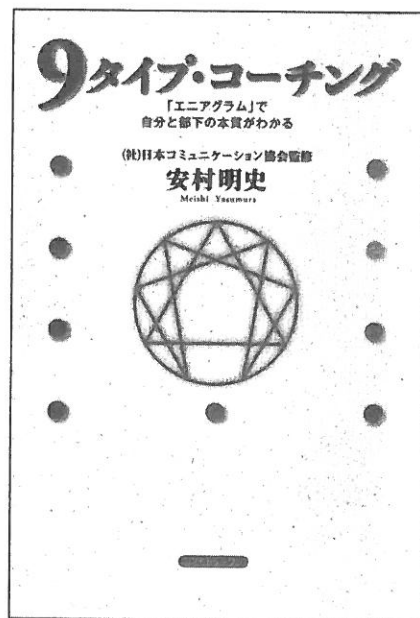 9タイプ・コーチング
「エニアグラム」で
自分と部下の本質がわかる
(社)日本コミュニケーション協会監修
安村明史
Meishi Yasumura